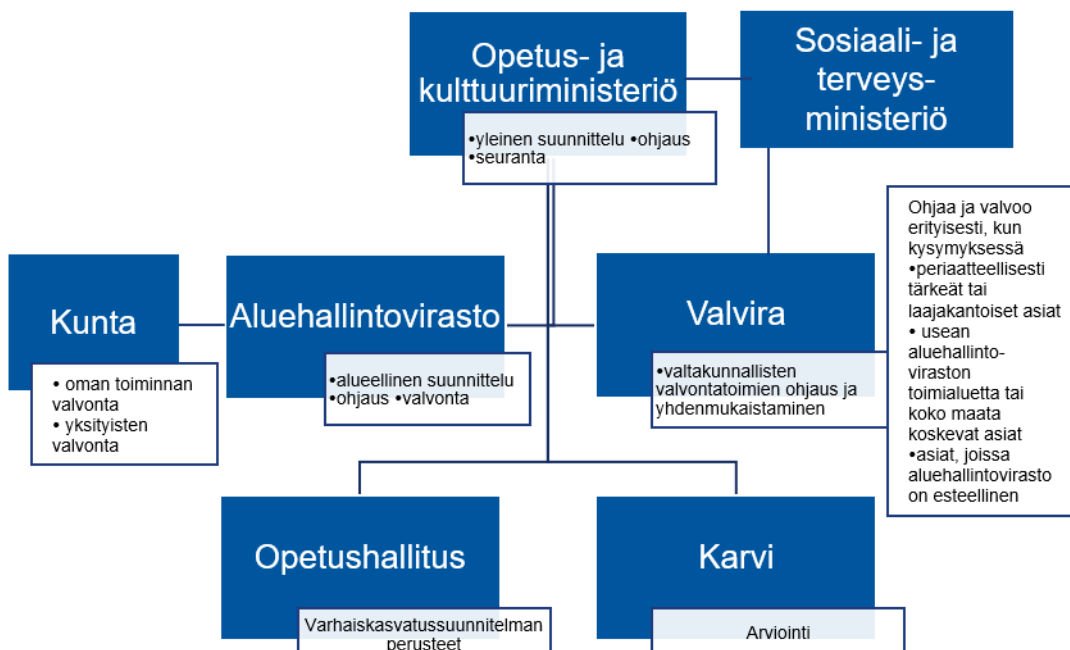 Opetus- ja
kulttuuriministeriö
•yleinen suunnittelu •ohjaus
•seuranta
Sosiaali- ja
terveys-
ministeriö
Kunta
• oman toiminnan
valvonta
• yksityisten
valvonta
Aluehallintovirasto
•alueellinen suunnittelu
•ohjaus •valvonta
Valvira
•valtakunnallisten
valvontatoimien ohjaus ja
yhdenmukaistaminen
Ohjaa ja valvoo
erityisesti, kun
kysymyksessä
•periaatteellisesti
tärkeät tai
laajakantoiset asiat
• usean
aluehallinto-
viraston
toimialuetta tai
koko maata
koskevat asiat
•asiat, joissa
aluehallintovirasto
on esteellinen
Opetushallitus
Varhaiskasvatussuunnitelman
perusteet
Karvi
Arviointi